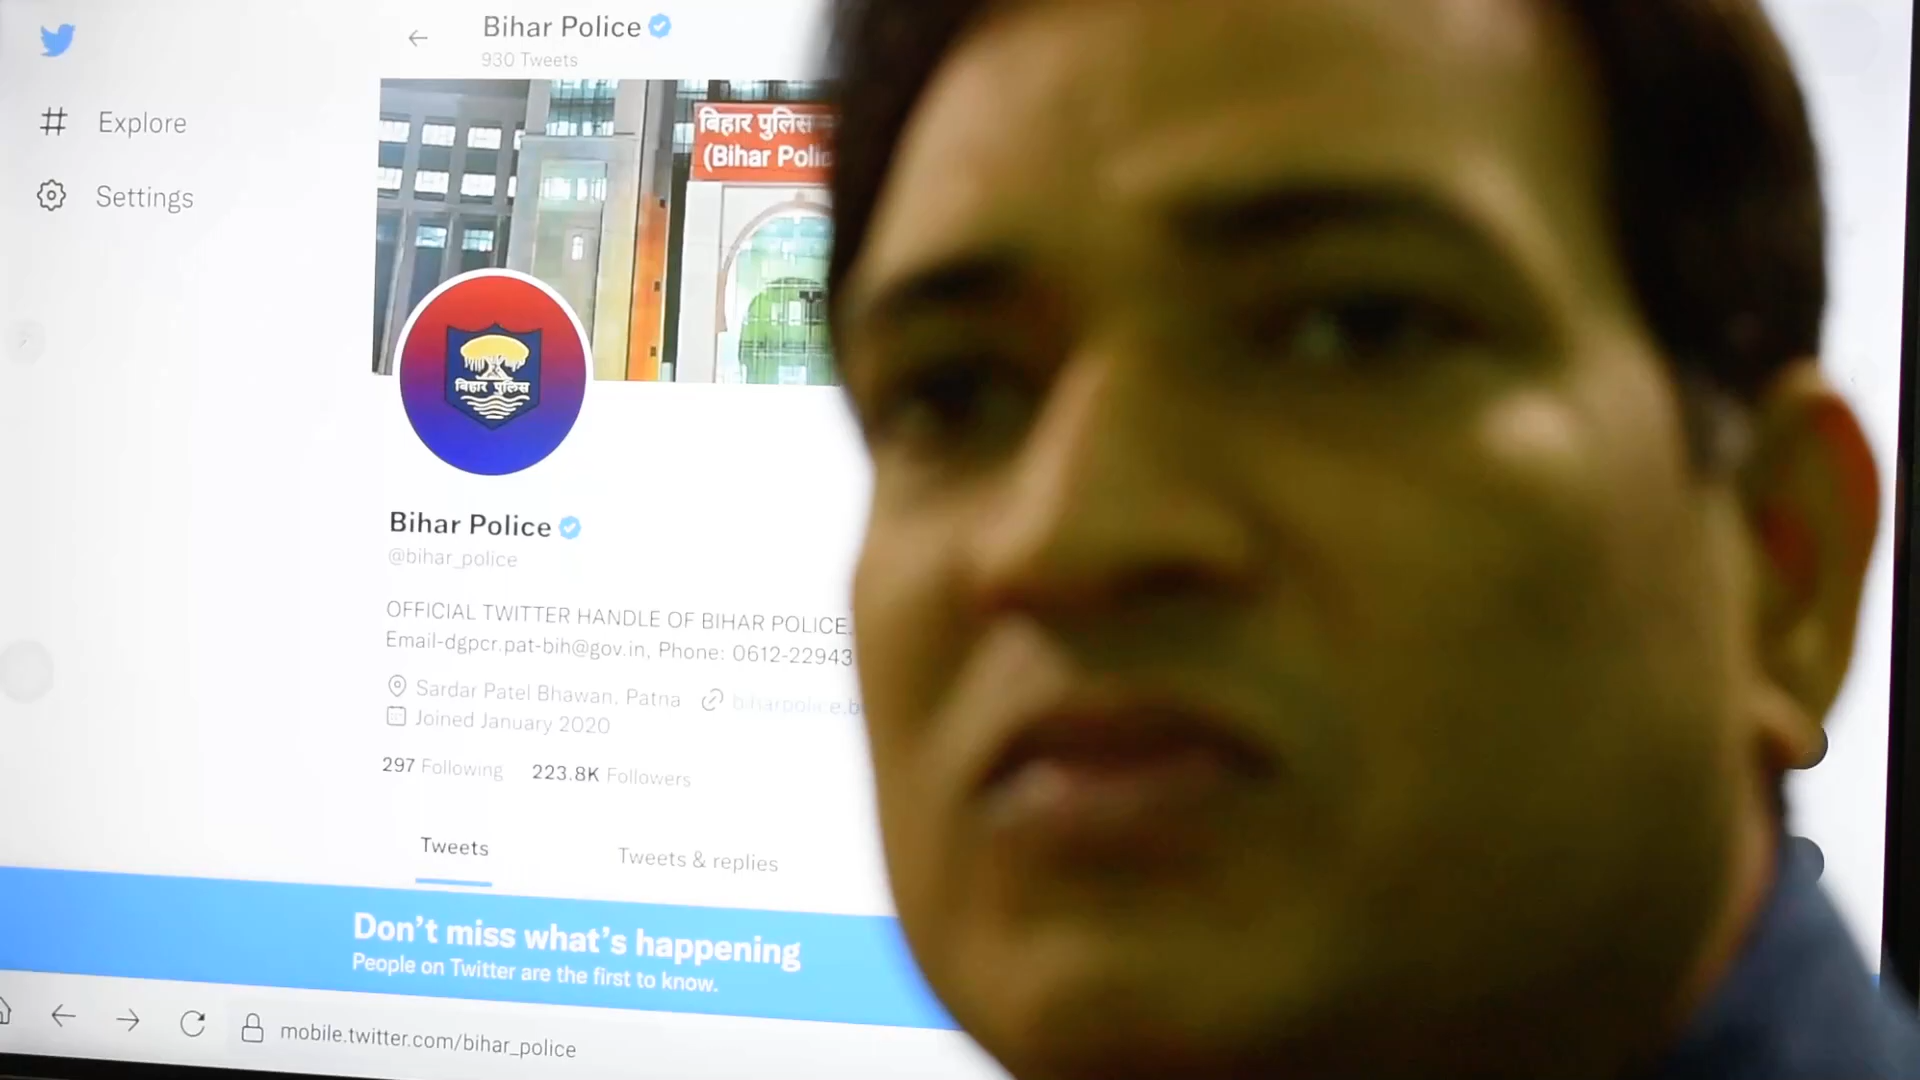 Bihar Police
930 Tweets
Explore
Settings
बिहार पुलिस
(Bihar Polic
बिहार पुलिस
Bihar Police
@bihar_police
OFFICIAL TWITTER HANDLE OF BIHAR POLICE.
Email-dgpcr.pat-bih@gov.in, Phone: 0612-22943
Sardar Patel Bhawan, Patna biharpolice.b
Joined January 2020
297 Following 223.8K Followers
Tweets Tweets & replies
Don't miss what's happening
People on Twitter are the first to know.
mobile.twitter.com/bihar_police